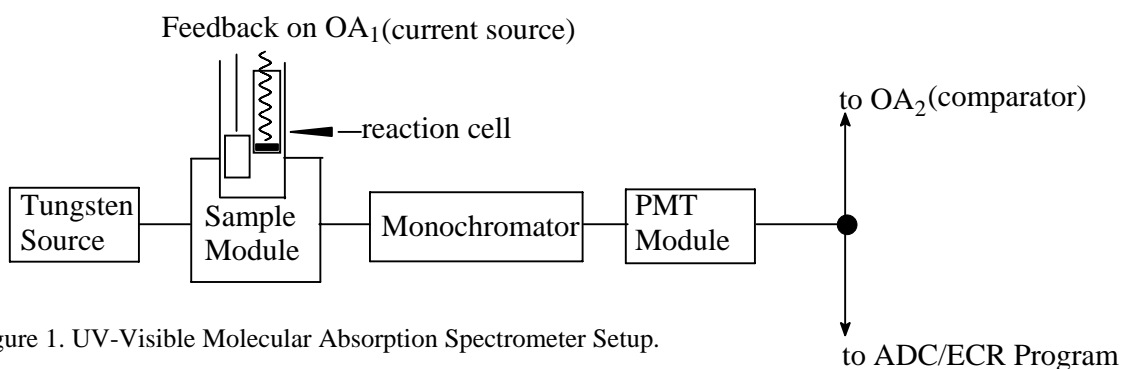 Feedback on OA1(current source)
to OA2(comparator)
reaction cell
Tungsten
Source
Sample
Module
Monochromator
PMT
Module
gure 1. UV-Visible Molecular Absorption Spectrometer Setup.
to ADC/ECR Program